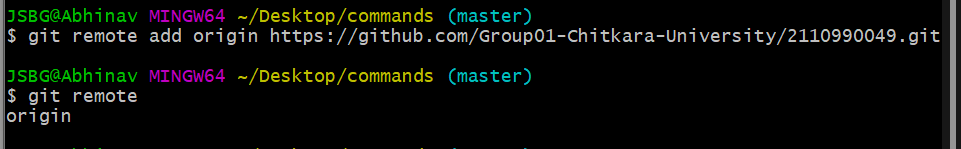 JSBG@Abhinav MINGW64 ~/Desktop/commands (master)
$ git remote add origin https://github.com/Group01-Chitkara-University/2110990049.git
JSBG@Abhinav MINGW64 ~/Desktop/commands (master)
$ git remote
origin